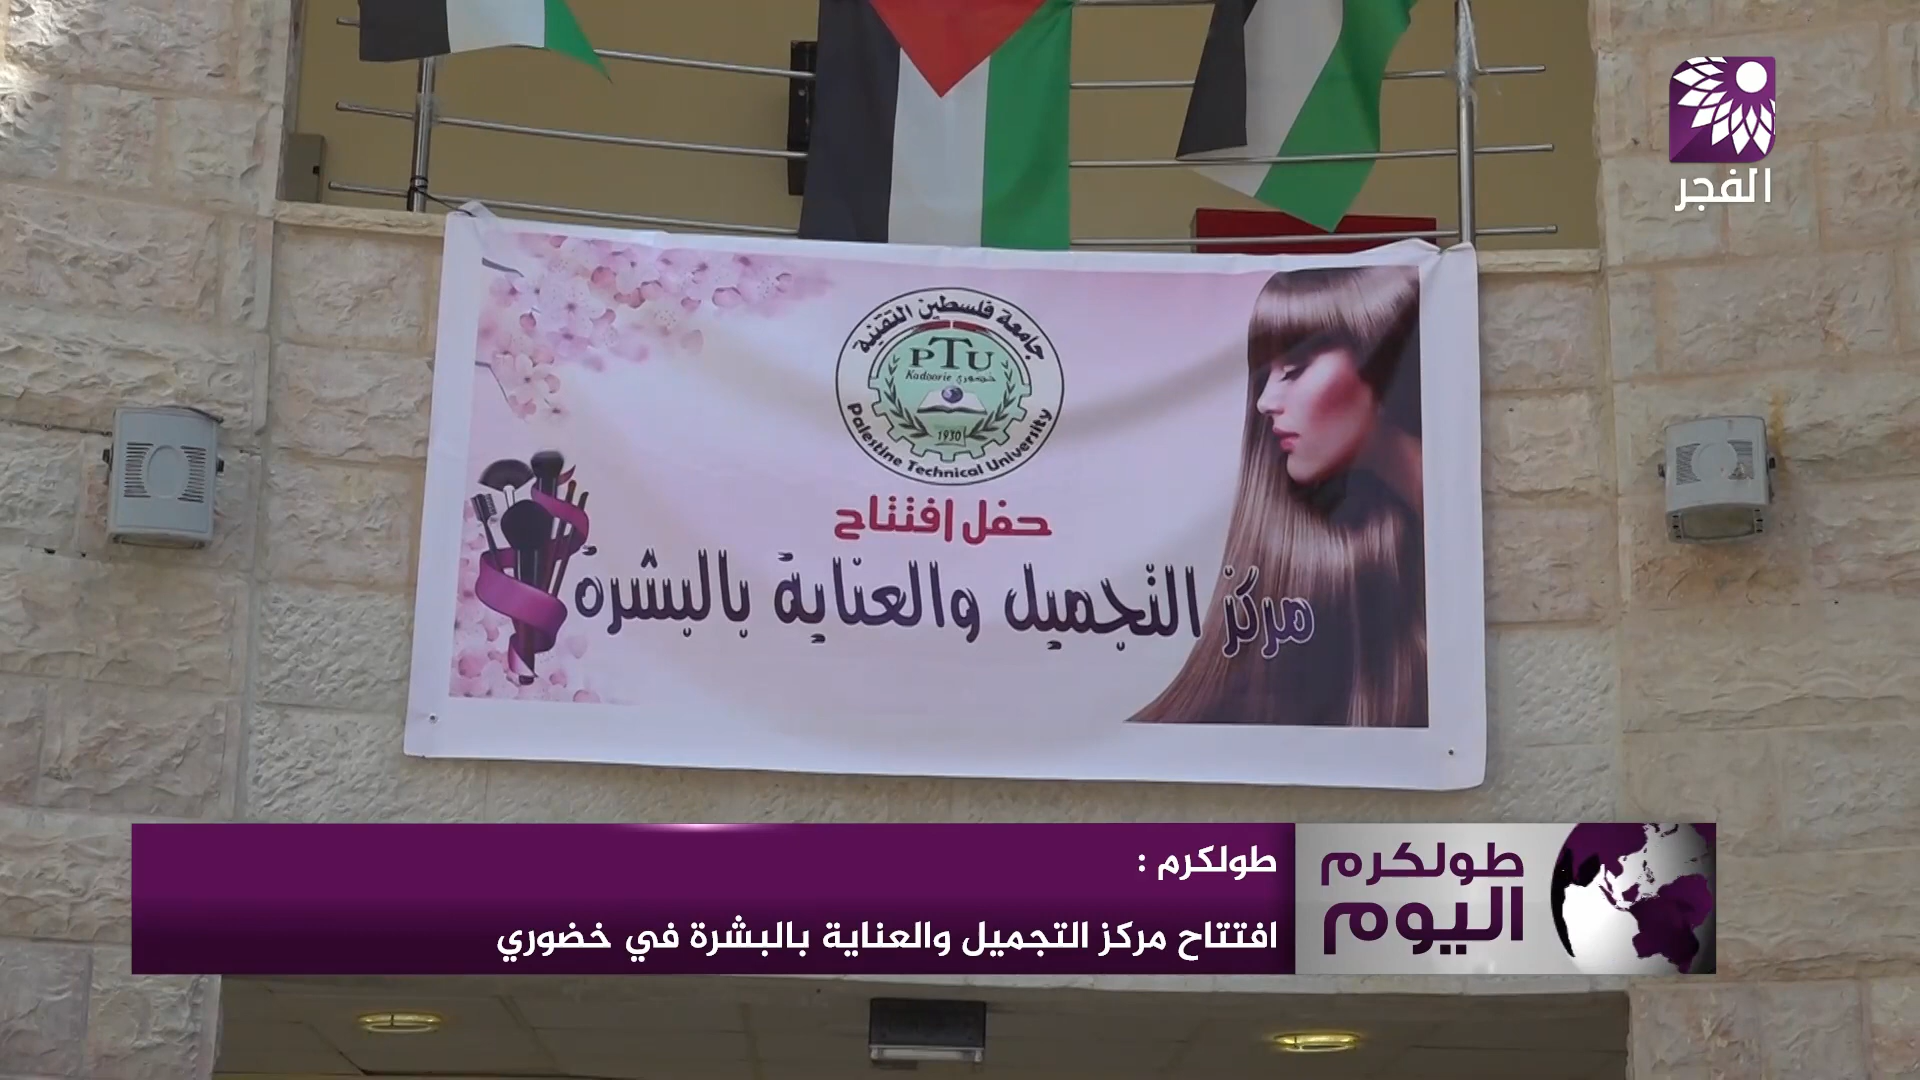 الفجر
جامعة فلسطين التقنية
PTU
Kadoorie خضوري
1930
Palestine Technical University
حفل افتتاح
مركز التجميل والعناية بالبشرة
طولكرم اليوم
طولكرم :
افتتاح مركز التجميل والعناية بالبشرة في خضوري